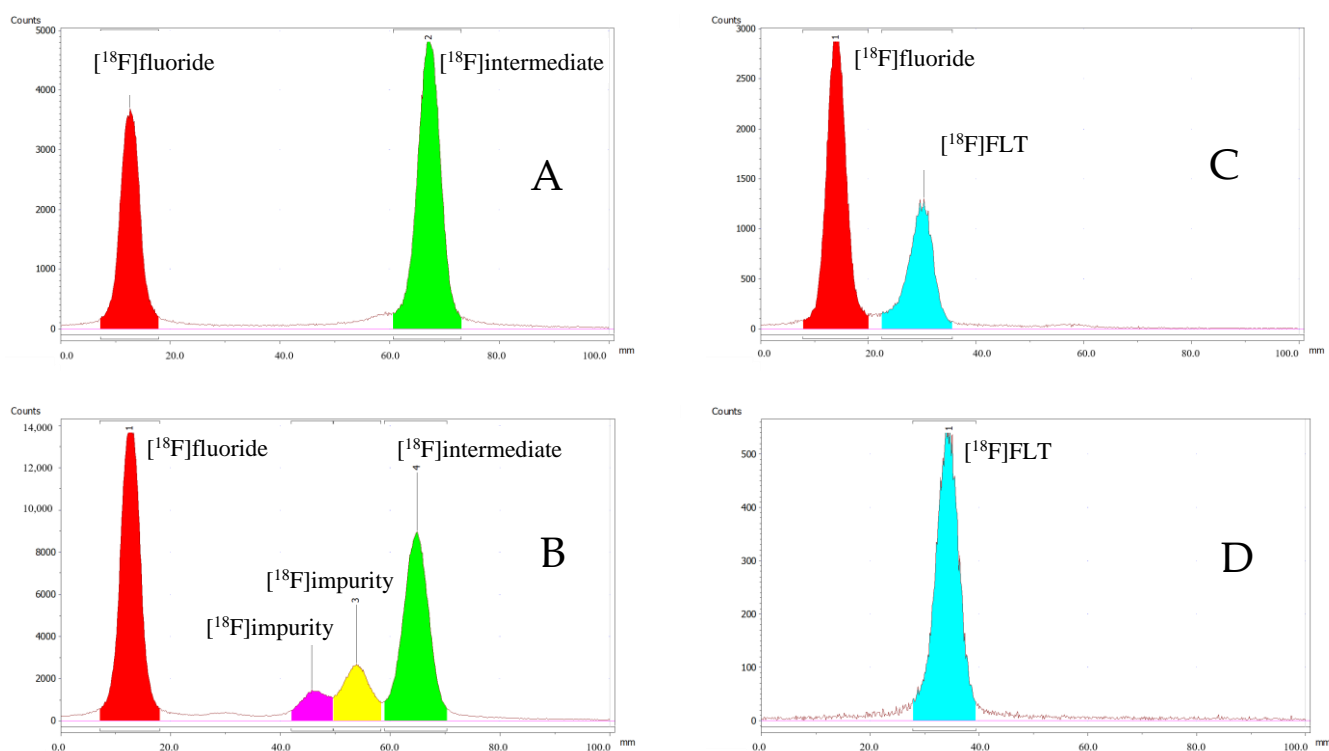 Counts
5000
4000
3000
2000
1000
0
0.0 20.0 40.0 60.0 80.0 100.0 mm
[¹⁸F]fluoride
1
2
[¹⁸F]intermediate
A
Counts
3000
2500
2000
1500
1000
500
0
0.0 20.0 40.0 60.0 80.0 100.0 mm
1
[¹⁸F]fluoride
[¹⁸F]FLT
C
Counts
14,000
12,000
10,000
8000
6000
4000
2000
0
0.0 20.0 40.0 60.0 80.0 100.0 mm
1
[¹⁸F]fluoride
[¹⁸F]impurity
[¹⁸F]impurity
3
[¹⁸F]intermediate
4
B
Counts
500
400
300
200
100
0
0.0 20.0 40.0 60.0 80.0 100.0 mm
1
[¹⁸F]FLT
D